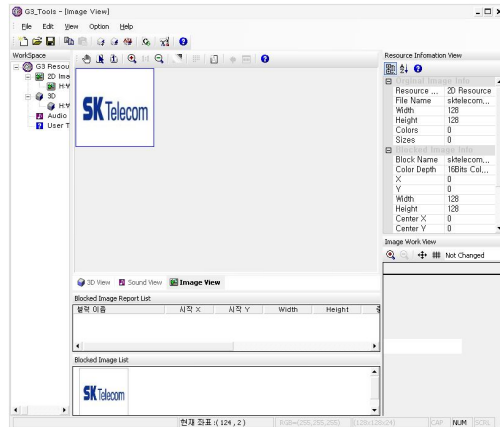 G3_Tools - [Image View]
File Edit View Option Help
WorkSpace
G3 Resou
2D Ima
H:₩
3D
H:₩
Audio
User T
SK Telecom
3D View Sound View Image View
Blocked Image Report List
블럭 이름 시작 X 시작 Y Width Height
Blocked Image List
SK Telecom
Resource Infomation View
Orginal Image Info
Resource ... 2D Resource
File Name sktelecom...
Width 128
Height 128
Colors 0
Sizes 0
Blocked Image Info
Block Name sktelecom...
Color Depth 16Bits Col...
X 0
Y 0
Width 128
Height 128
Center X 0
Center Y 0
Image Work View
Not Changed
현재 좌표 :( 124 , 2 ) RGB=(255,255,255) (128x128x24) CAP NUM SCRL